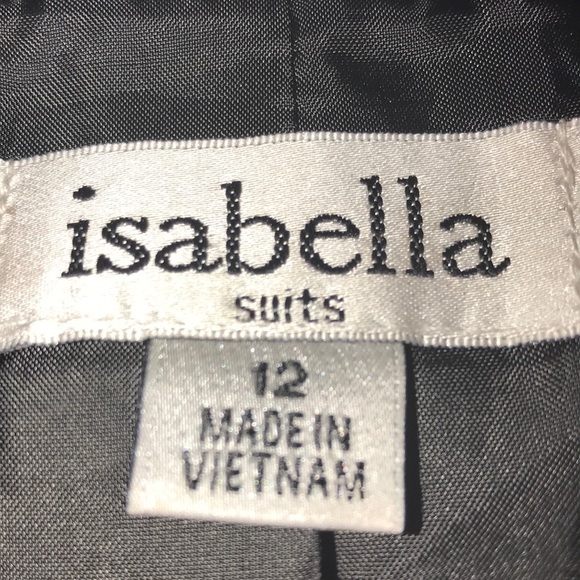 isabella
suits
12
MADE IN
VIETNAM